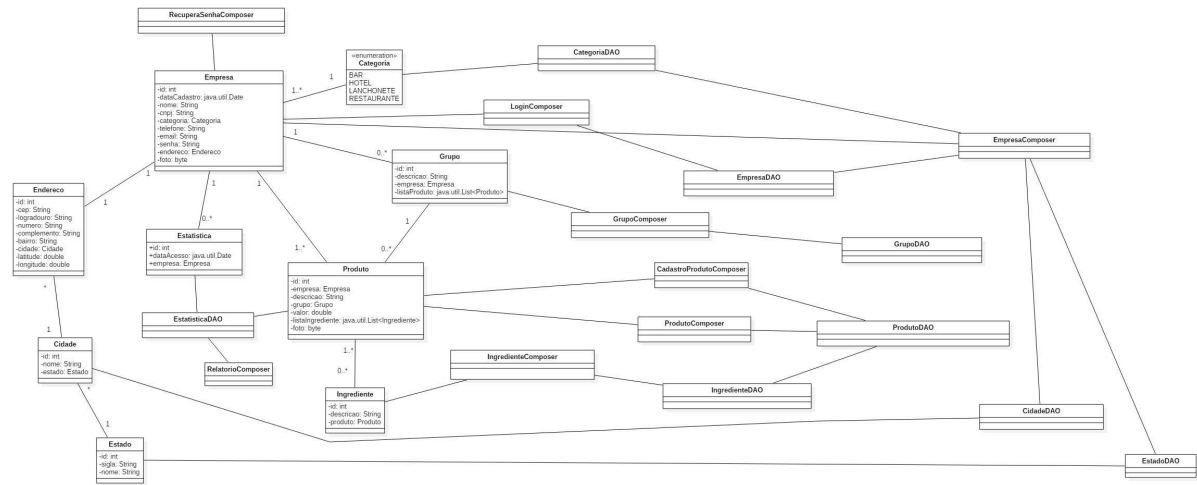 RecuperaSenhaComposer
Empresa
-id: int
-dataCadastro: java.util.Date
-nome: String
-cnpj: String
-categoria: Categoria
-telefone: String
-email: String
-senha: String
-endereco: Endereco
-foto: byte
1
1..*
«enumeration»
Categoria
BAR
HOTEL
LANCHONETE
RESTAURANTE
CategoriaDAO
LoginComposer
EmpresaComposer
EmpresaDAO
1
0..*
Grupo
-id: int
-descricao: String
-empresa: Empresa
-listaProduto: java.util.List<Produto>
GrupoComposer
GrupoDAO
1
1
1
1
Endereco
-id: int
-cep: String
-logradouro: String
-numero: String
-complemento: String
-bairro: String
-cidade: Cidade
-latitude: double
-longitude: double
0..*
Estatistica
+id: int
+dataAcesso: java.util.Date
+empresa: Empresa
1..*
1
0..*
Produto
-id: int
-empresa: Empresa
-descricao: String
-grupo: Grupo
-valor: double
-listaIngrediente: java.util.List<Ingrediente>
-foto: byte
CadastroProdutoComposer
ProdutoComposer
ProdutoDAO
EstatisticaDAO
RelatorioComposer
*
1
Cidade
-id: int
-nome: String
-estado: Estado
1..*
0..*
Ingrediente
-id: int
-descricao: String
-produto: Produto
IngredienteComposer
IngredienteDAO
CidadeDAO
*
1
Estado
-id: int
-sigla: String
-nome: String
EstadoDAO